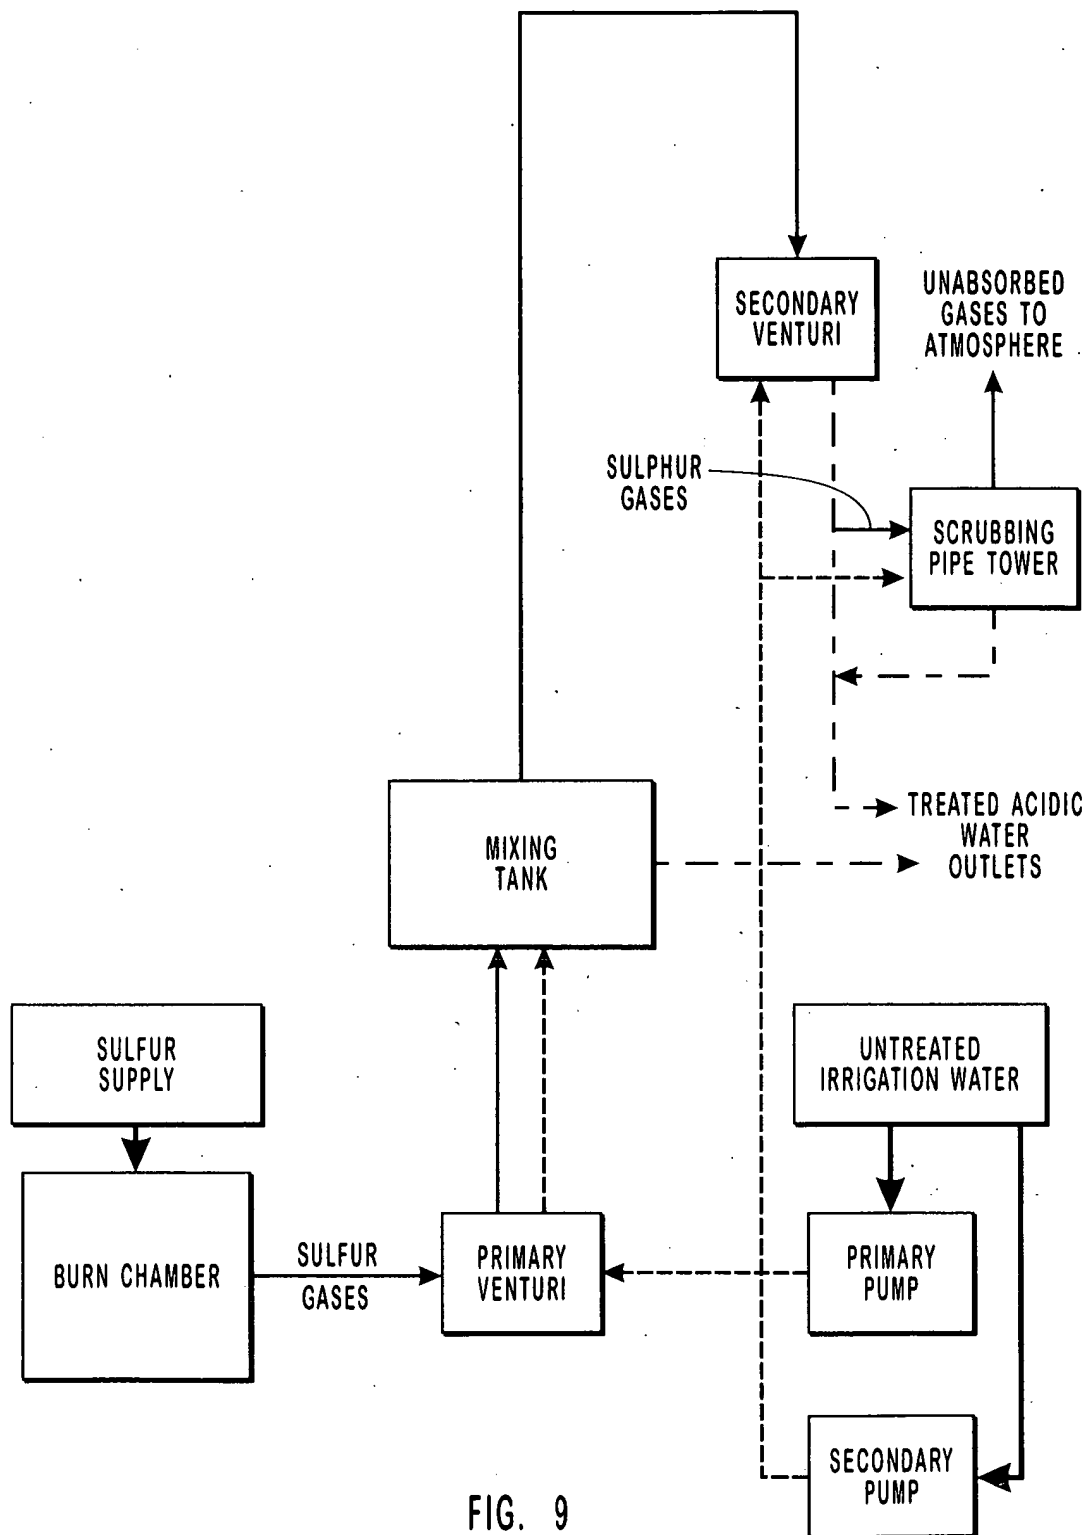 SECONDARY
VENTURI
UNABSORBED
GASES TO
ATMOSPHERE
SULPHUR
GASES
SCRUBBING
PIPE TOWER
MIXING
TANK
TREATED ACIDIC
WATER
OUTLETS
SULFUR
SUPPLY
UNTREATED
IRRIGATION WATER
BURN CHAMBER
SULFUR
GASES
PRIMARY
VENTURI
PRIMARY
PUMP
SECONDARY
PUMP
FIG. 9